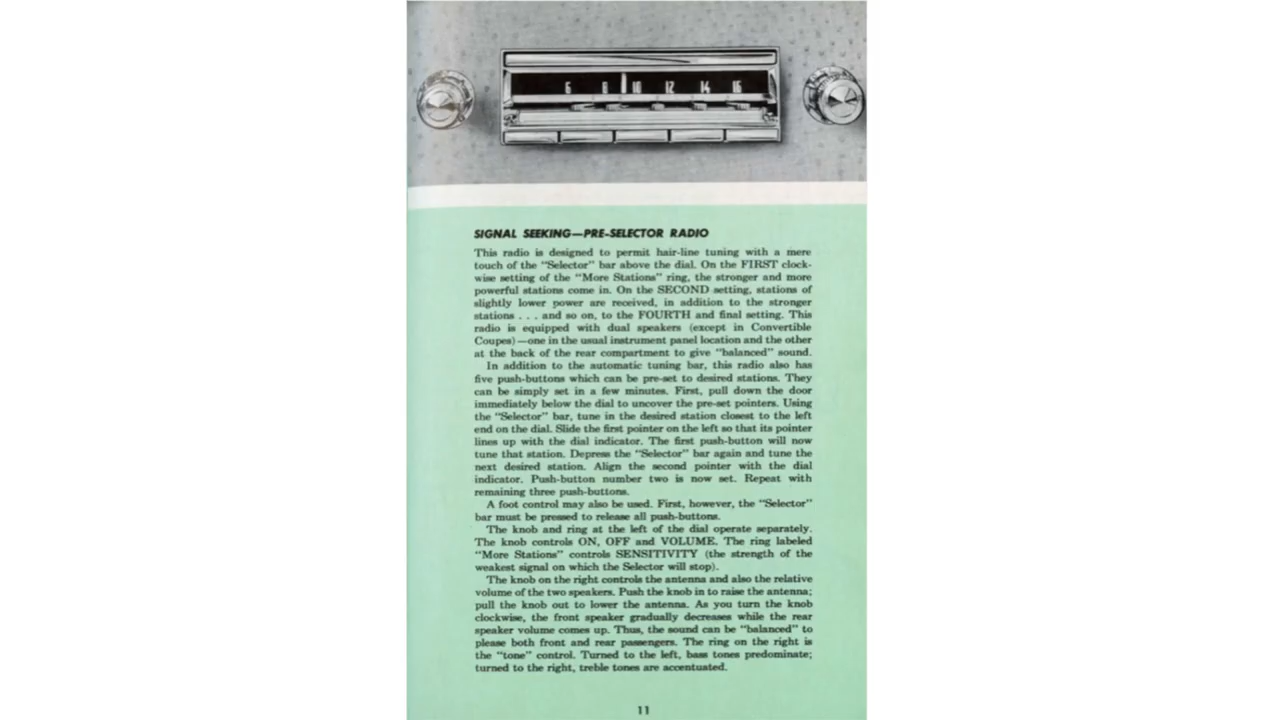 6 8 10 12 14 16
SIGNAL SEEKING—PRE-SELECTOR RADIO
This radio is designed to permit hair-line tuning with a mere
touch of the "Selector" bar above the dial. On the FIRST clock-
wise setting of the "More Stations" ring, the stronger and more
powerful stations come in. On the SECOND setting, stations of
slightly lower power are received, in addition to the stronger
stations . . . and so on, to the FOURTH and final setting. This
radio is equipped with dual speakers (except in Convertible
Coupes)—one in the usual instrument panel location and the other
at the back of the rear compartment to give "balanced" sound.
In addition to the automatic tuning bar, this radio also has
five push-buttons which can be pre-set to desired stations. They
can be simply set in a few minutes. First, pull down the door
immediately below the dial to uncover the pre-set pointers. Using
the "Selector" bar, tune in the desired station closest to the left
end on the dial. Slide the first pointer on the left so that its pointer
lines up with the dial indicator. The first push-button will now
tune that station. Depress the "Selector" bar again and tune the
next desired station. Align the second pointer with the dial
indicator. Push-button number two is now set. Repeat with
remaining three push-buttons.
A foot control may also be used. First, however, the "Selector"
bar must be pressed to release all push-buttons.
The knob and ring at the left of the dial operate separately.
The knob controls ON, OFF and VOLUME. The ring labeled
"More Stations" controls SENSITIVITY (the strength of the
weakest signal on which the Selector will stop).
The knob on the right controls the antenna and also the relative
volume of the two speakers. Push the knob in to raise the antenna;
pull the knob out to lower the antenna. As you turn the knob
clockwise, the front speaker gradually decreases while the rear
speaker volume comes up. Thus, the sound can be "balanced" to
please both front and rear passengers. The ring on the right is
the "tone" control. Turned to the left, bass tones predominate;
turned to the right, treble tones are accentuated.
11